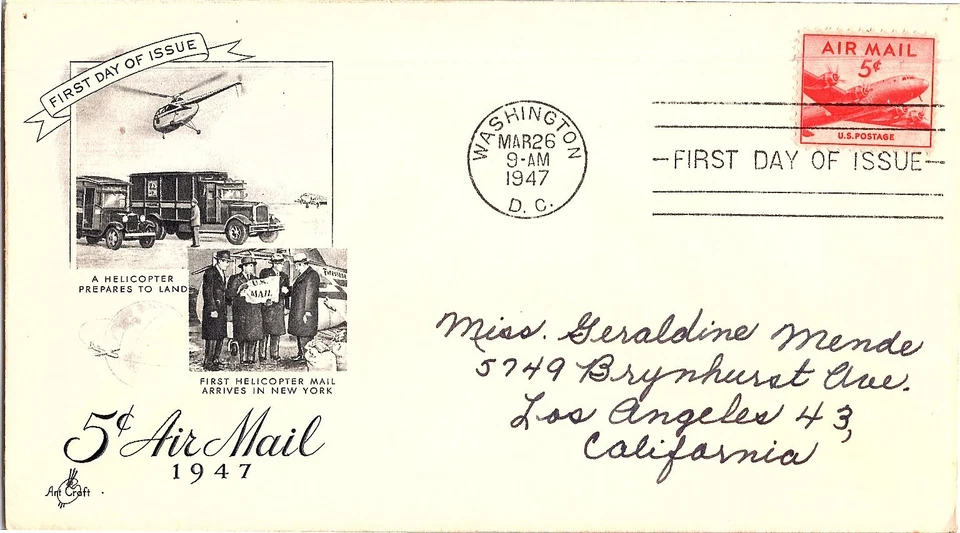 FIRST DAY OF ISSUE
A HELICOPTER
PREPARES TO LAND
U.S.
MAIL
FIRST HELICOPTER MAIL
ARRIVES IN NEW YORK
5¢ Air Mail
1947
Art Craft
WASHINGTON
MAR 26
9-AM
1947
D. C.
AIR MAIL
5¢
U.S. POSTAGE
FIRST DAY OF ISSUE
Miss. Geraldine Mende
5749 Brynhurst Ave.
Los Angeles 43,
California